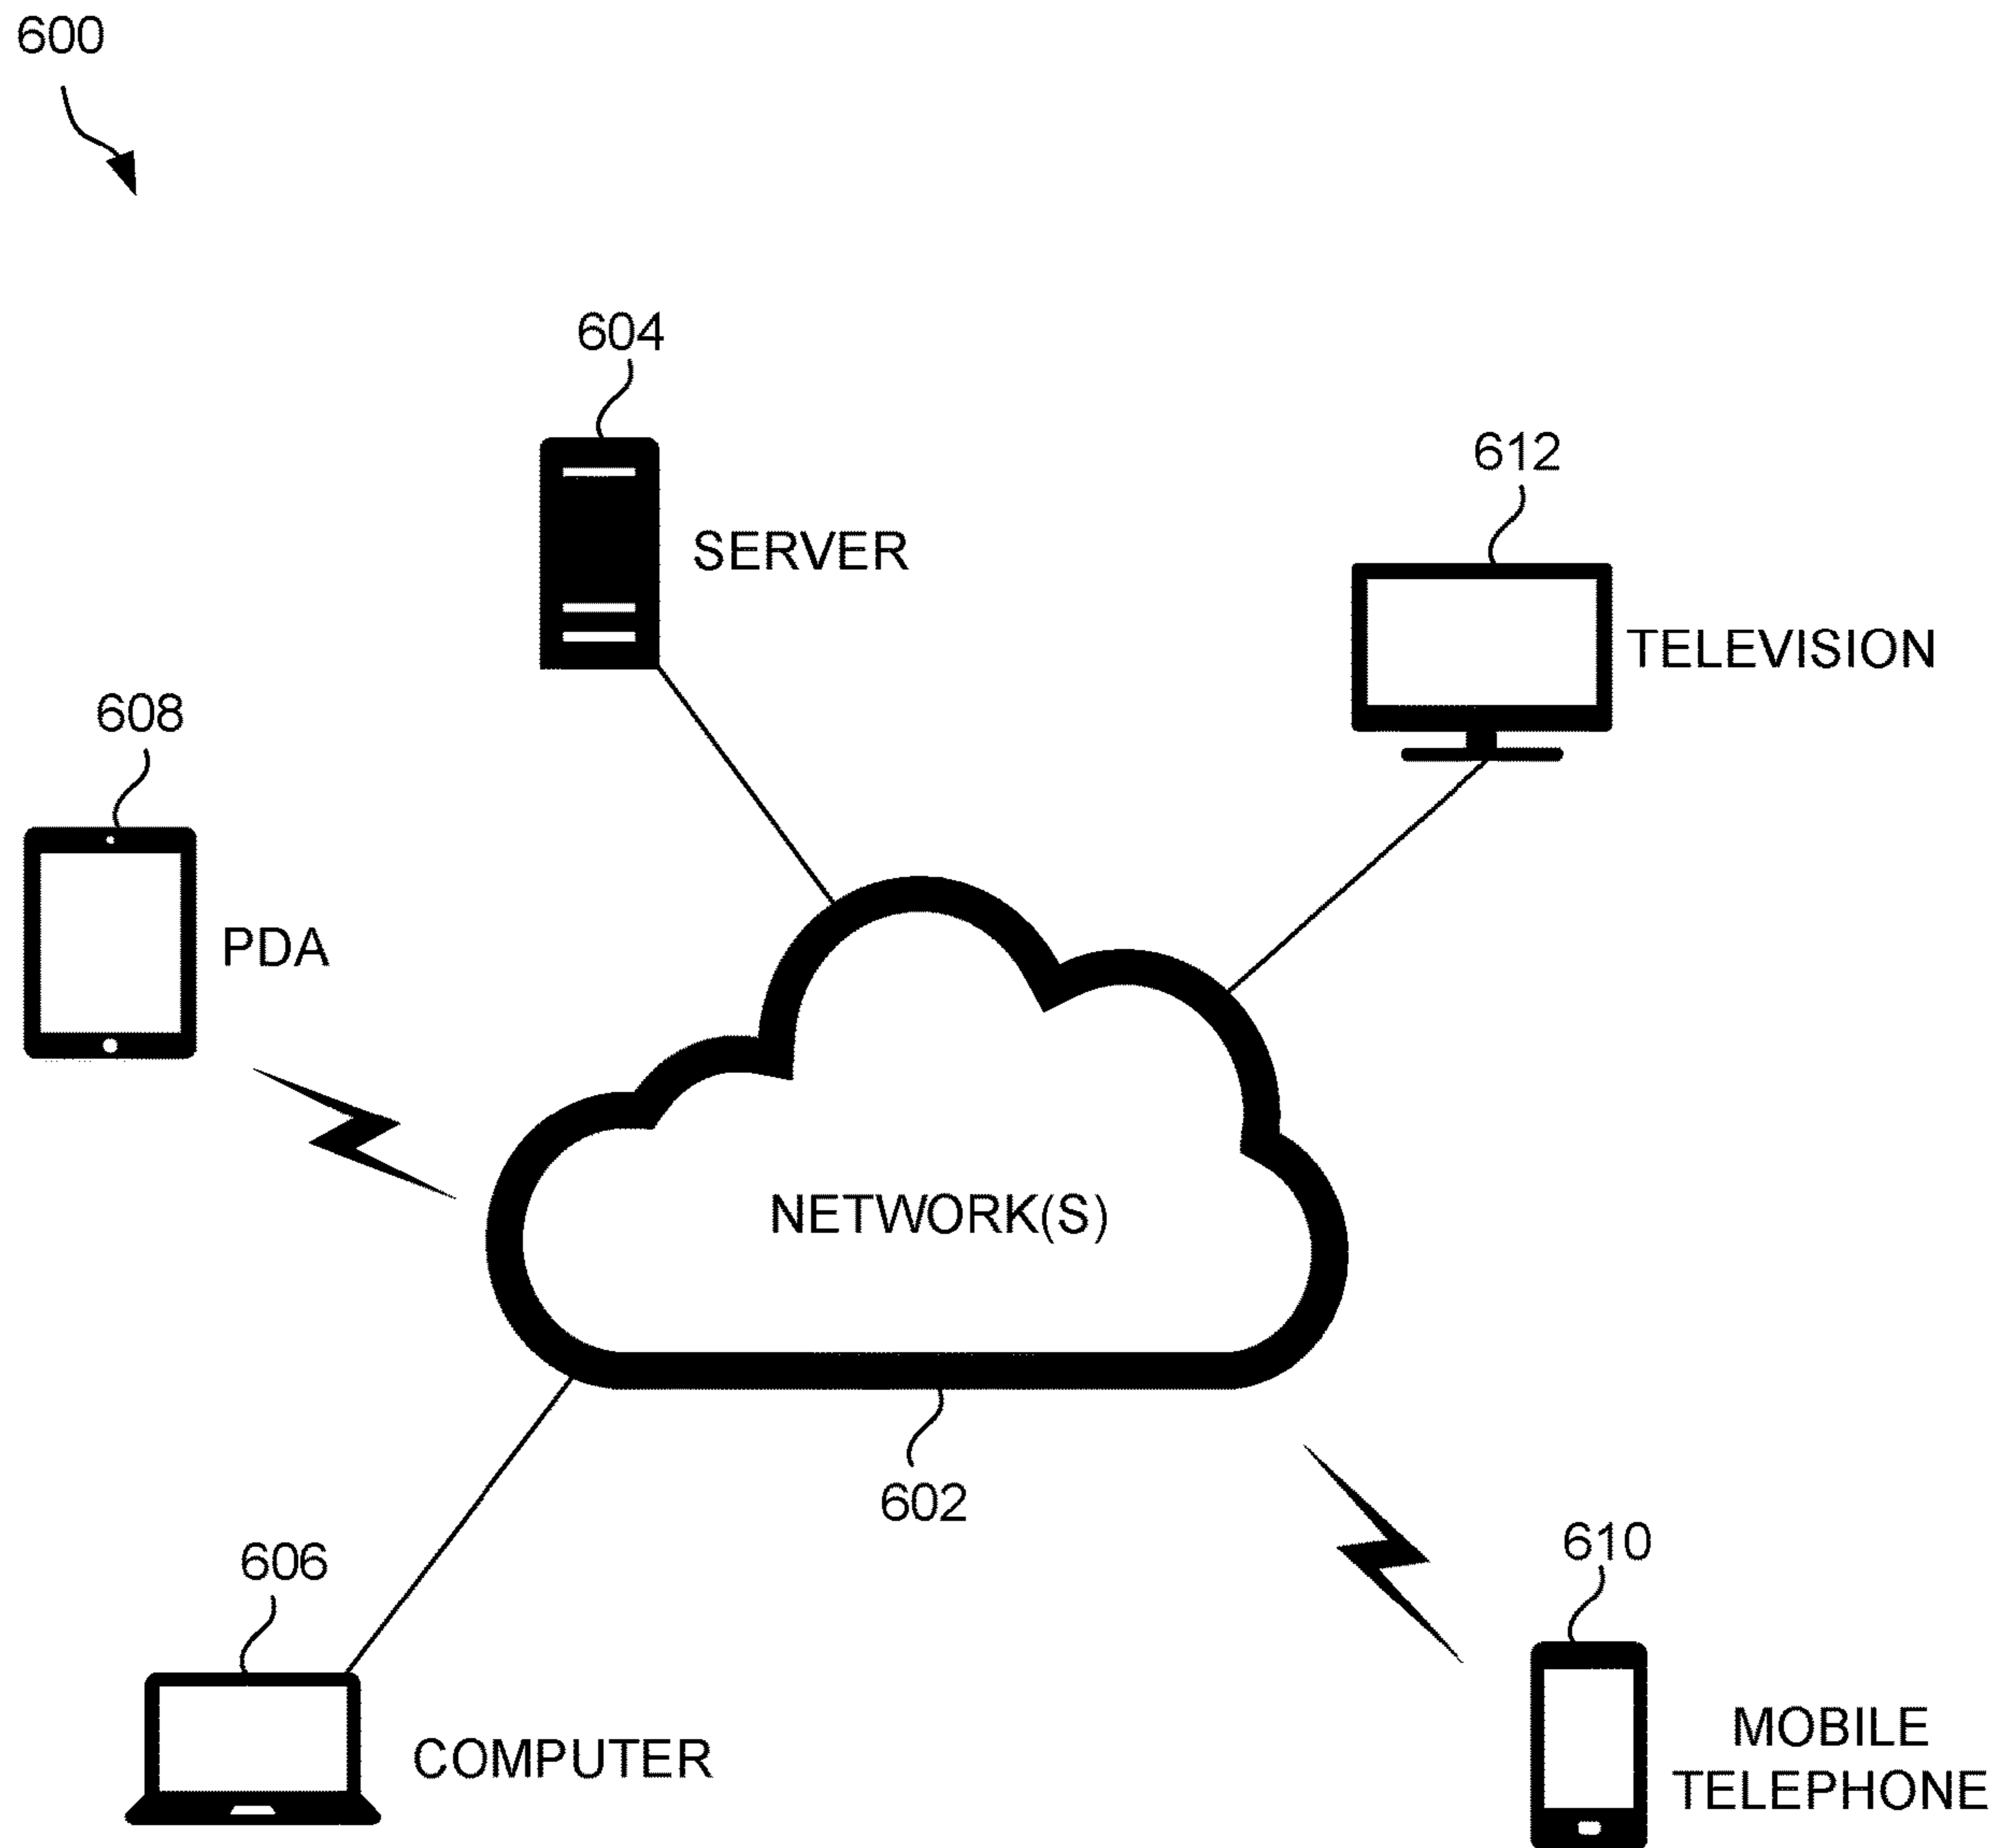 600
604
SERVER
612
TELEVISION
608
PDA
NETWORK(S)
602
606
COMPUTER
610
MOBILE
TELEPHONE